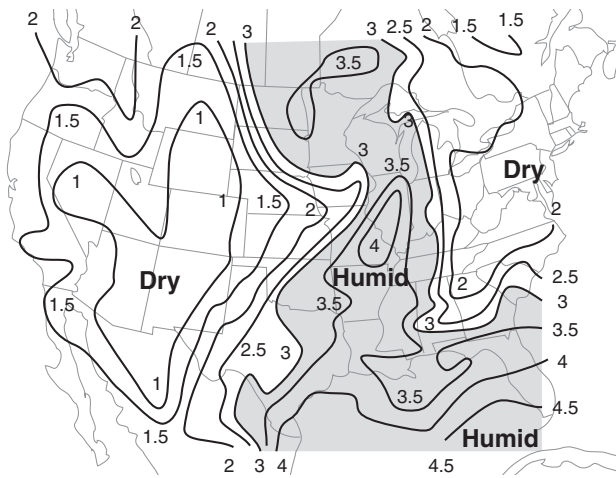 2 2 2 3 3 2.5 2 1.5 1.5
1.5 3.5
1.5 1 3
3 3.5 Dry
1 1 1.5 2 2
4
Dry Humid 2 2.5
1.5 3.5 3 3
3.5
2.5 3 4
1 3.5 4.5
1.5 Humid
2 3 4 4.5